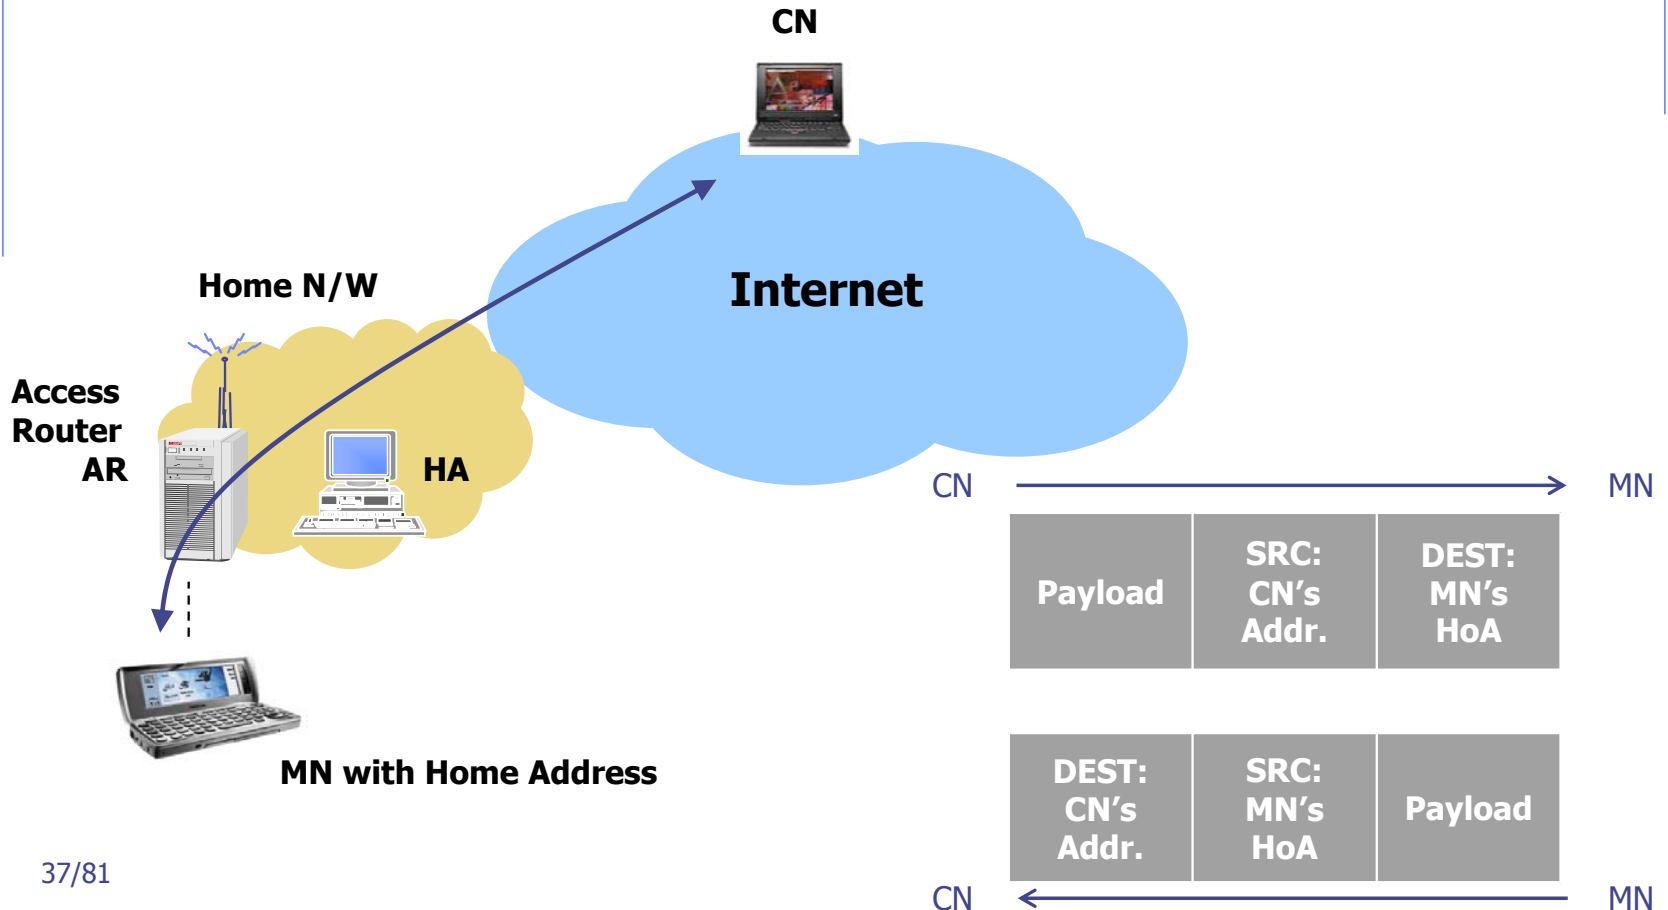 CN
Internet
Home N/W
Access
Router
AR
HA
MN with Home Address
CN
MN
Payload
SRC:
CN’s
Addr.
DEST:
MN’s
HoA
DEST:
CN’s
Addr.
SRC:
MN’s
HoA
Payload
CN
MN
37/81